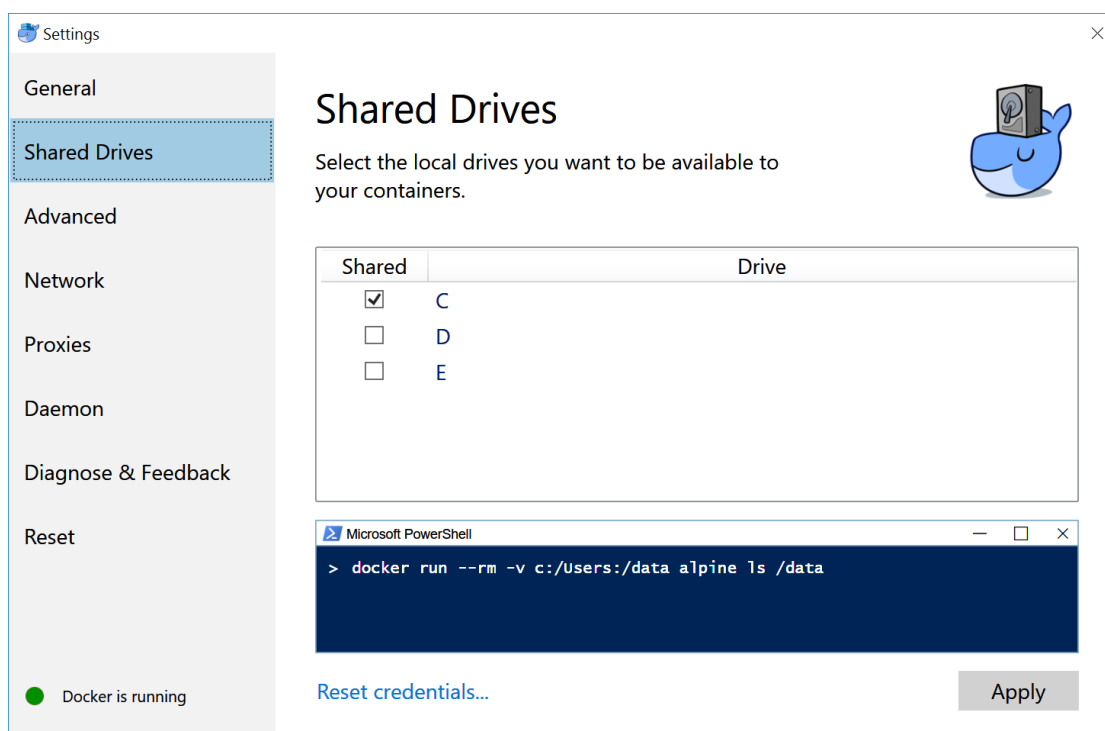 Settings
General
Shared Drives
Advanced
Network
Proxies
Daemon
Diagnose & Feedback
Reset
Docker is running
Shared Drives
Select the local drives you want to be available to
your containers.
Shared Drive
C
D
E
Microsoft PowerShell
> docker run --rm -v c:/Users:/data alpine ls /data
Reset credentials...
Apply